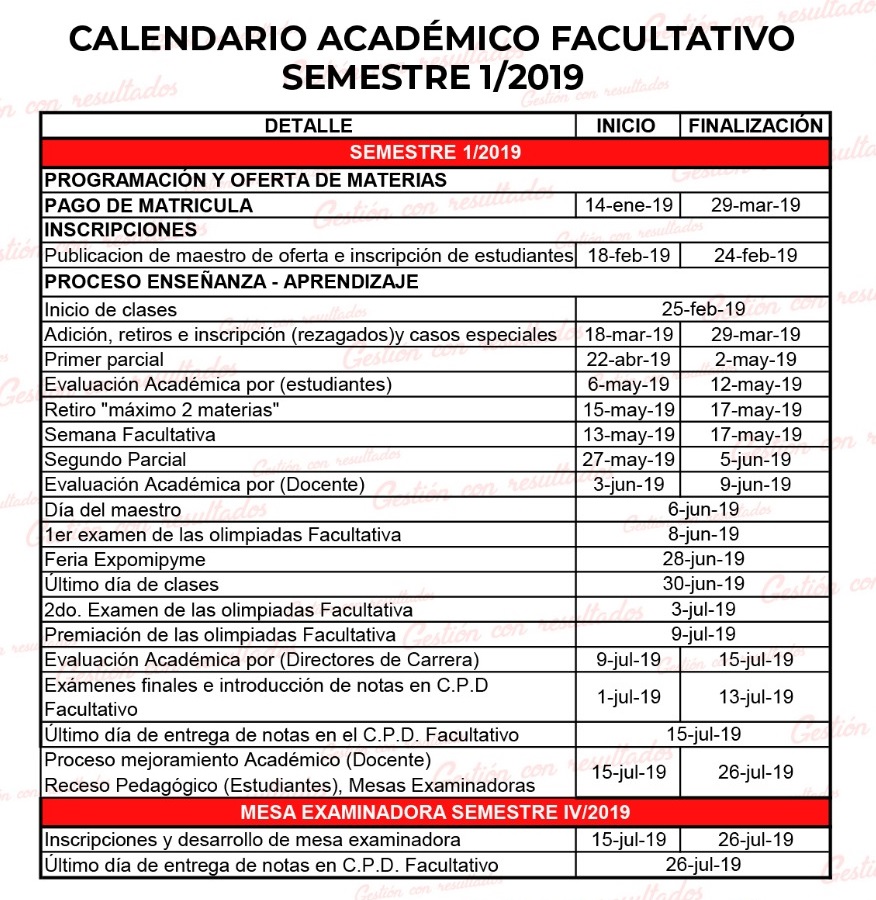 CALENDARIO ACADÉMICO FACULTATIVO
SEMESTRE 1/2019
DETALLE INICIO FINALIZACIÓN
SEMESTRE 1/2019
PROGRAMACIÓN Y OFERTA DE MATERIAS
PAGO DE MATRICULA 14-ene-19 29-mar-19
INSCRIPCIONES
Publicacion de maestro de oferta e inscripción de estudiantes 18-feb-19 24-feb-19
PROCESO ENSEÑANZA - APRENDIZAJE
Inicio de clases 25-feb-19
Adición, retiros e inscripción (rezagados)y casos especiales 18-mar-19 29-mar-19
Primer parcial 22-abr-19 2-may-19
Evaluación Académica por (estudiantes) 6-may-19 12-may-19
Retiro "máximo 2 materias" 15-may-19 17-may-19
Semana Facultativa 13-may-19 17-may-19
Segundo Parcial 27-may-19 5-jun-19
Evaluación Académica por (Docente) 3-jun-19 9-jun-19
Día del maestro 6-jun-19
1er examen de las olimpiadas Facultativa 8-jun-19
Feria Expomipyme 28-jun-19
Último día de clases 30-jun-19
2do. Examen de las olimpiadas Facultativa 3-jul-19
Premiación de las olimpiadas Facultativa 9-jul-19
Evaluación Académica por (Directores de Carrera) 9-jul-19 15-jul-19
Exámenes finales e introducción de notas en C.P.D
Facultativo 1-jul-19 13-jul-19
Último día de entrega de notas en el C.P.D. Facultativo 15-jul-19
Proceso mejoramiento Académico (Docente)
Receso Pedagógico (Estudiantes), Mesas Examinadoras 15-jul-19 26-jul-19
MESA EXAMINADORA SEMESTRE IV/2019
Inscripciones y desarrollo de mesa examinadora 15-jul-19 26-jul-19
Último día de entrega de notas en C.P.D. Facultativo 26-jul-19
Gestión con resultados